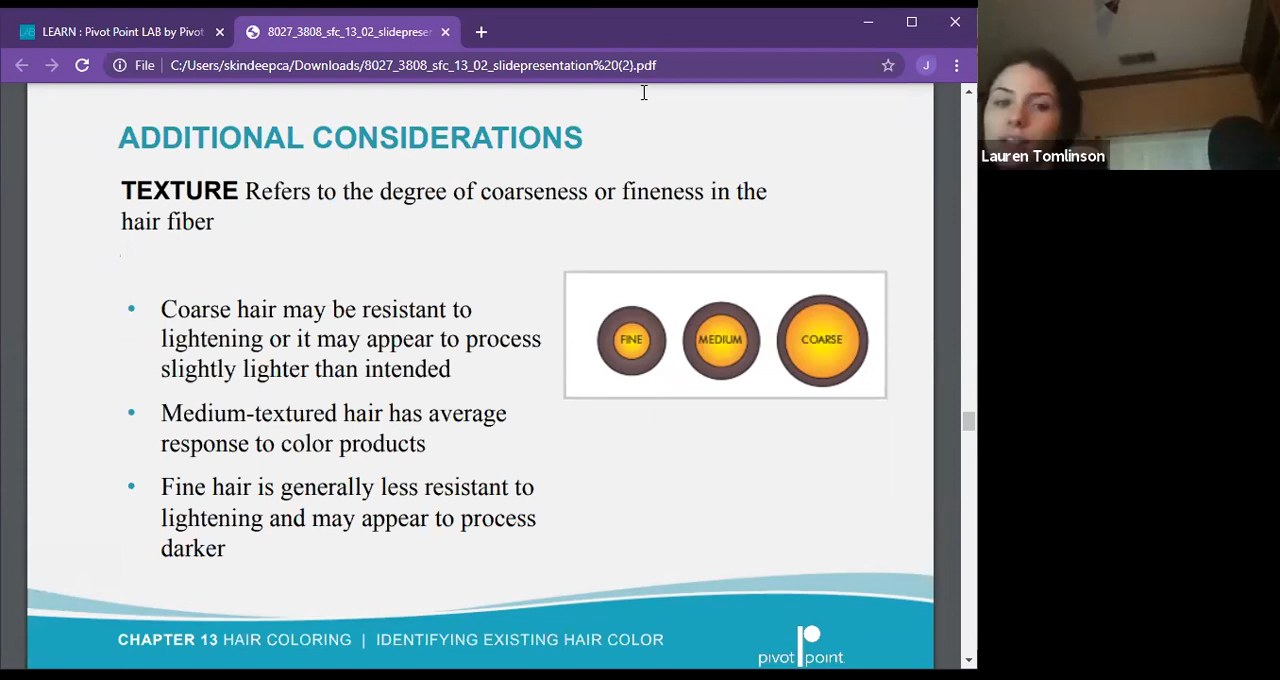 LEARN : Pivot Point LAB by Pivot
8027_3808_sfc_13_02_slidepreser
File
C:/Users/skindeepca/Downloads/8027_3808_sfc_13_02_slidepresentation%20(2).pdf
J
ADDITIONAL CONSIDERATIONS
TEXTURE Refers to the degree of coarseness or fineness in the
hair fiber
• Coarse hair may be resistant to
lightening or it may appear to process
slightly lighter than intended
• Medium-textured hair has average
response to color products
• Fine hair is generally less resistant to
lightening and may appear to process
darker
FINE
MEDIUM
COARSE
CHAPTER 13 HAIR COLORING | IDENTIFYING EXISTING HAIR COLOR
pivot point
Lauren Tomlinson